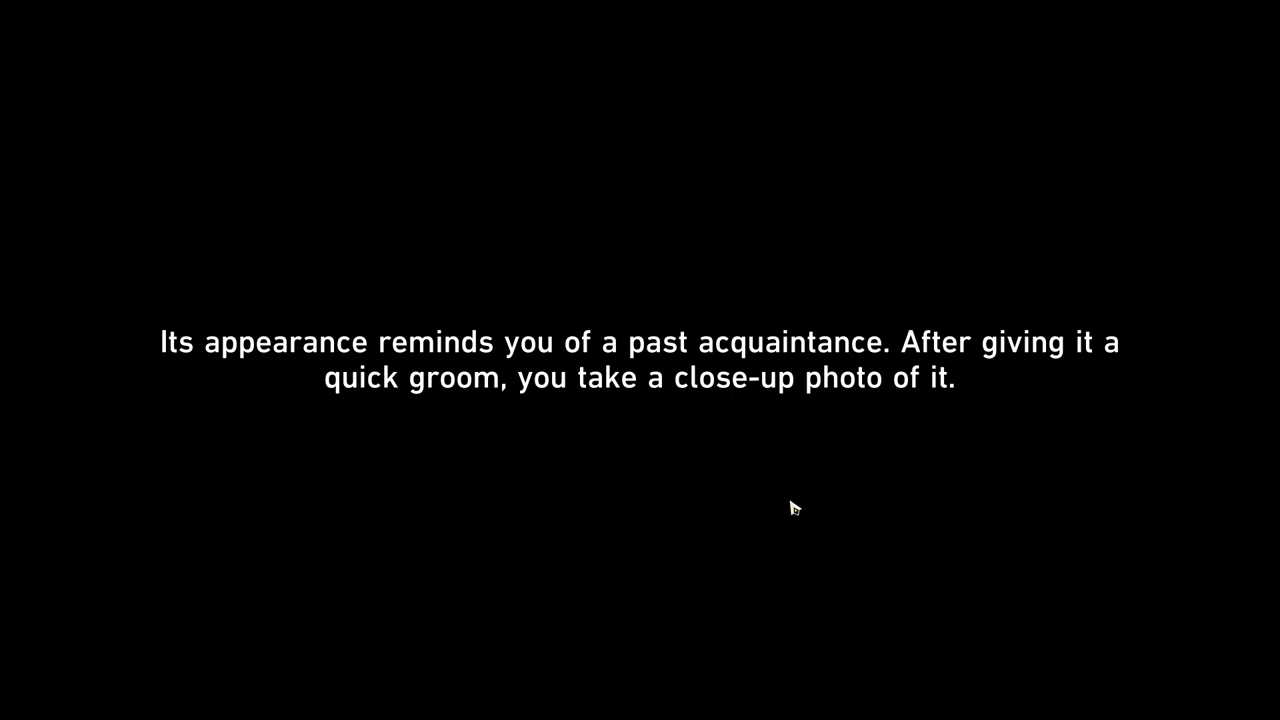 Its appearance reminds you of a past acquaintance. After giving it a
quick groom, you take a close-up photo of it.